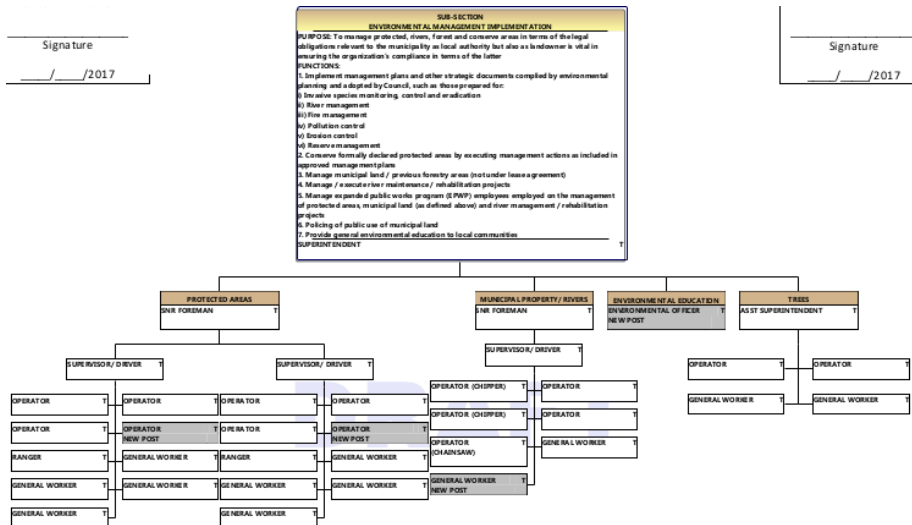 Signature
____/____/2017
Signature
____/____/2017
SUB-SECTION
ENVIRONMENTAL MANAGEMENT IMPLEMENTATION
PURPOSE: To manage protected, rivers, forest and conserve areas in terms of the legal
obligations relevant to the municipality as local authority but also as landowner is vital in
ensuring the organization's compliance in terms of the latter
FUNCTIONS:
1. Implement management plans and other strategic documents complied by environmental
planning and adopted by Council, such as those prepared for:
i) Invasive species monitoring, control and eradication
ii) River management
iii) Fire management
iv) Pollution control
v) Erosion control
vi) Reserve management
2. Conserve formally declared protected areas by executing management actions as included in
approved management plans
3. Manage municipal land / previous forestry areas (not under lease agreement)
4. Manage / execute river maintenance / rehabilitation projects
5. Manage expanded public works program (EPWP) employees employed on the management
of protected areas, municipal land (as defined above) and river management / rehabilitation
projects
6. Policing of public use of municipal land
7. Provide general environmental education to local communities
SUPERINTENDENT T
PROTECTED AREAS
SNR FOREMAN T
MUNICIPAL PROPERTY/ RIVERS
SNR FOREMAN T
ENVIRONMENTAL EDUCATION
ENVIRONMENTAL OFFICER T
NEW POST
TREES
ASST SUPERINTENDENT T
SUPERVISOR/ DRIVER T
SUPERVISOR/ DRIVER T
SUPERVISOR/ DRIVER T
OPERATOR T
OPERATOR T
GENERAL WORKER T
GENERAL WORKER T
OPERATOR T
OPERATOR T
OPERATOR T
OPERATOR T
NEW POST
RANGER T
GENERAL WORKER T
GENERAL WORKER T
GENERAL WORKER T
GENERAL WORKER T
OPERATOR T
OPERATOR T
OPERATOR T
OPERATOR T
NEW POST
RANGER T
GENERAL WORKER T
GENERAL WORKER T
GENERAL WORKER T
GENERAL WORKER T
OPERATOR (CHIPPER) T
OPERATOR T
OPERATOR (CHIPPER) T
OPERATOR T
OPERATOR T
(CHAINSAW)
GENERAL WORKER T
GENERAL WORKER T
NEW POST
DRAFT